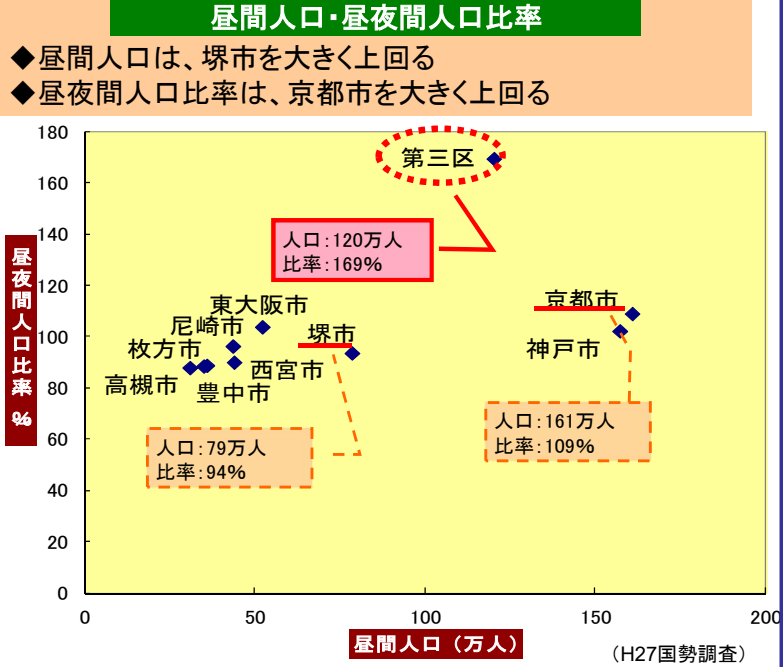 昼間人口・昼夜間人口比率
◆昼間人口は、堺市を大きく上回る
◆昼夜間人口比率は、京都市を大きく上回る
昼夜間人口比率 %
180
160
140
120
100
80
60
40
20
0
第三区
人口：120万人
比率：169%
東大阪市
尼崎市
枚方市
高槻市
豊中市
西宮市
堺市
京都市
神戸市
人口：79万人
比率：94%
人口：161万人
比率：109%
0
50
100
150
200
昼間人口（万人）
（H27国勢調査）